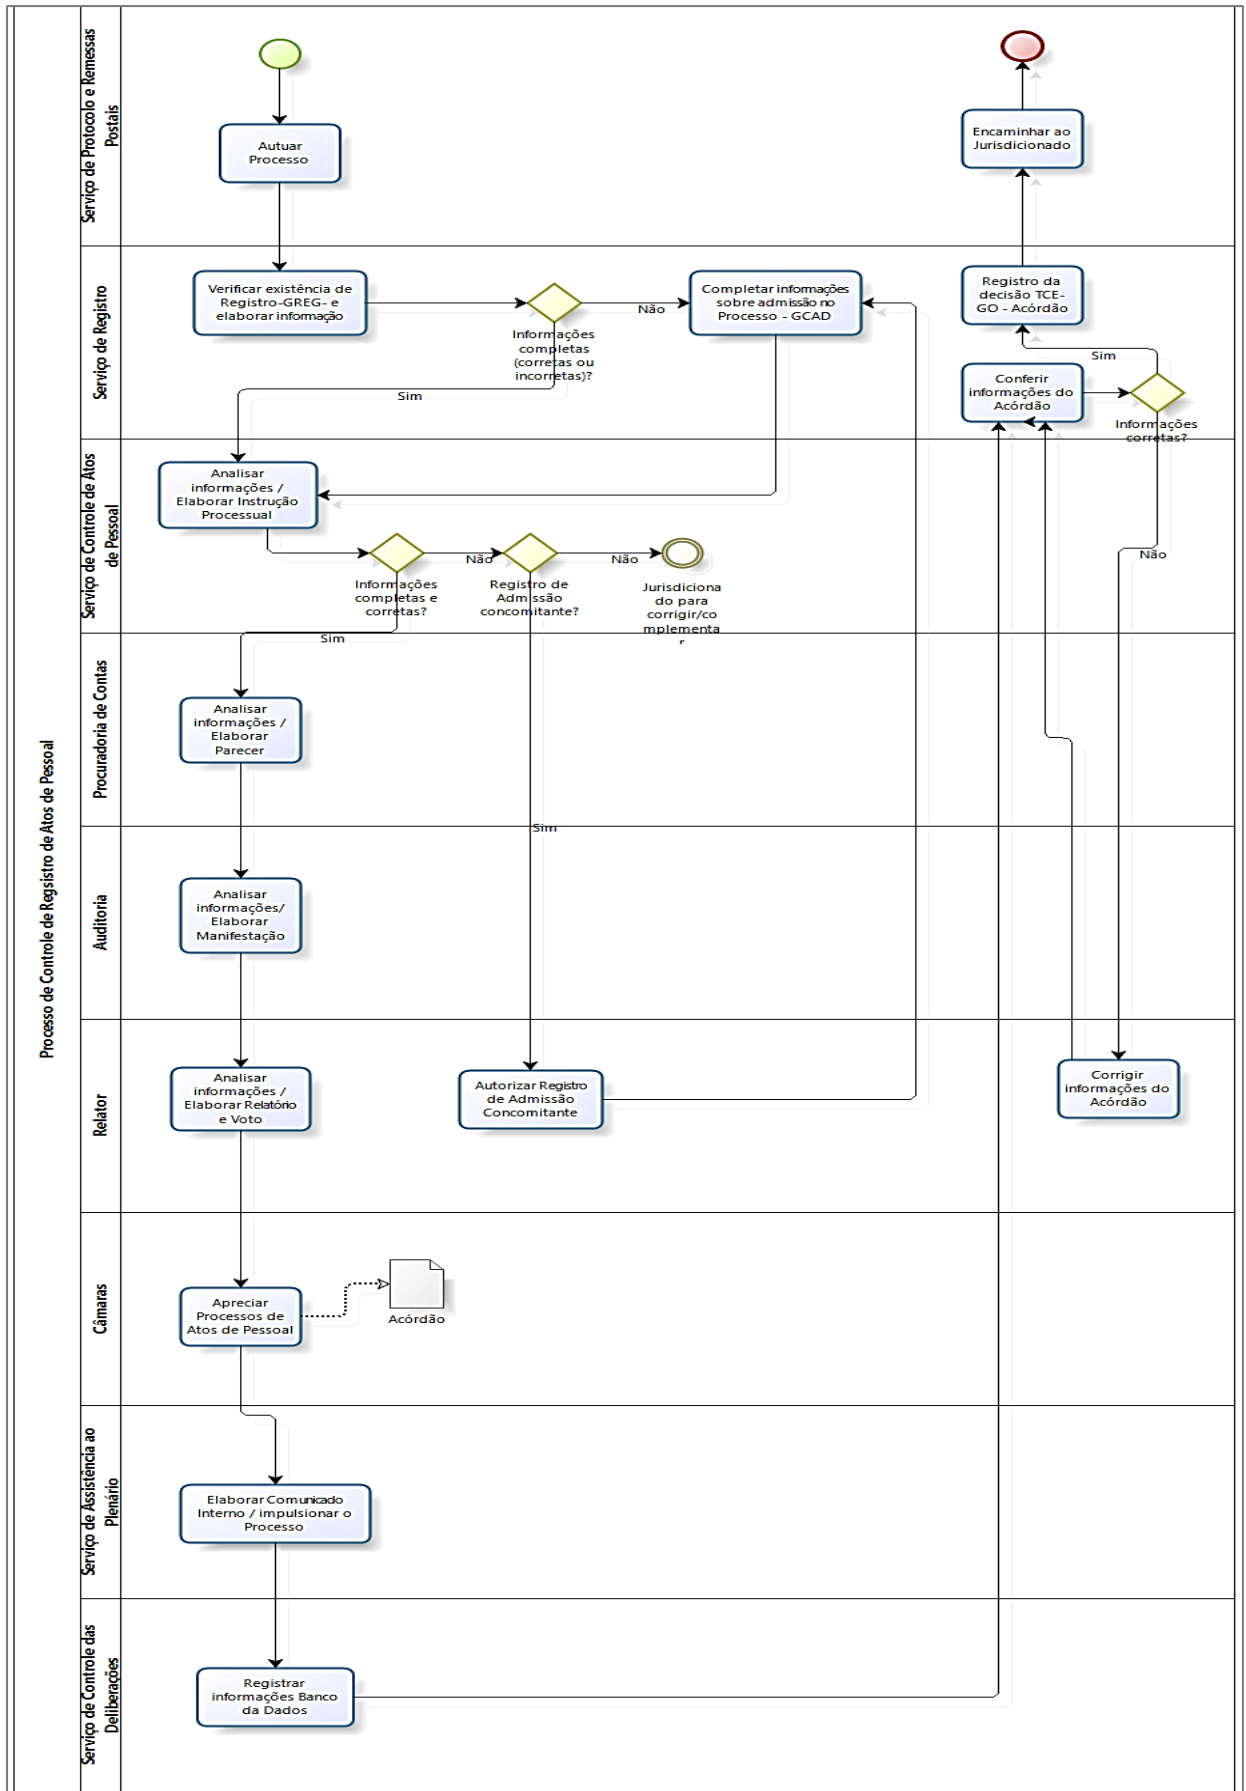 Processo de Controle de Regsistro de Atos de Pessoal
Serviço de Protocolo e Remessas
Postais
Autuar
Processo
Encaminhar ao
Jurisdicionado
Serviço de Registro
Verificar existência de
Registro-GREG- e
elaborar informação
Informações
completas
(corretas ou
incorretas)?
Não
Sim
Completar informações
sobre admissão no
Processo - GCAD
Registro da
decisão TCE-
GO - Acórdão
Sim
Conferir
informações do
Acórdão
Informações
corretas?
Não
Serviço de Controle de Atos
de Pessoal
Analisar
informações /
Elaborar Instrução
Processual
Informações
completas e
corretas?
Não
Sim
Registro de
Admissão
concomitante?
Não
Sim
Jurisdiciona
do para
corrigir/co
mplementa
r
Procuradoria de Contas
Analisar
informações /
Elaborar
Parecer
Auditoria
Analisar
informações/
Elaborar
Manifestação
Relator
Analisar
informações /
Elaborar Relatório
e Voto
Autorizar Registro
de Admissão
Concomitante
Corrigir
informações do
Acórdão
Câmaras
Apreciar
Processos de
Atos de Pessoal
Acórdão
Serviço de Assistência ao
Plenário
Elaborar Comunicado
Interno / impulsionar o
Processo
Serviço de Controle das
Deliberações
Registrar
informações Banco
da Dados